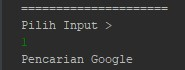 =====================
Pilih Input >
1
Pencarian Google